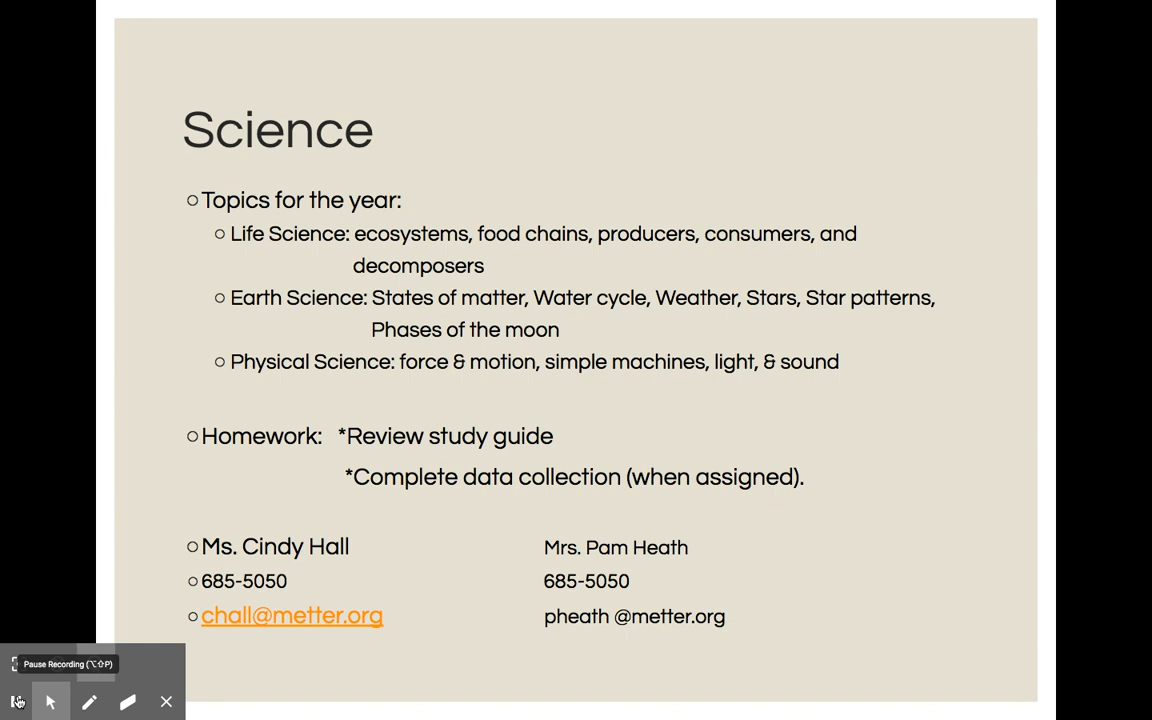 Science
Topics for the year:
Life Science: ecosystems, food chains, producers, consumers, and
decomposers
Earth Science: States of matter, Water cycle, Weather, Stars, Star patterns,
Phases of the moon
Physical Science: force & motion, simple machines, light, & sound
Homework: *Review study guide
*Complete data collection (when assigned).
Ms. Cindy Hall
685-5050
chall@metter.org
Mrs. Pam Heath
685-5050
pheath @metter.org
Pause Recording (⌥⇧P)